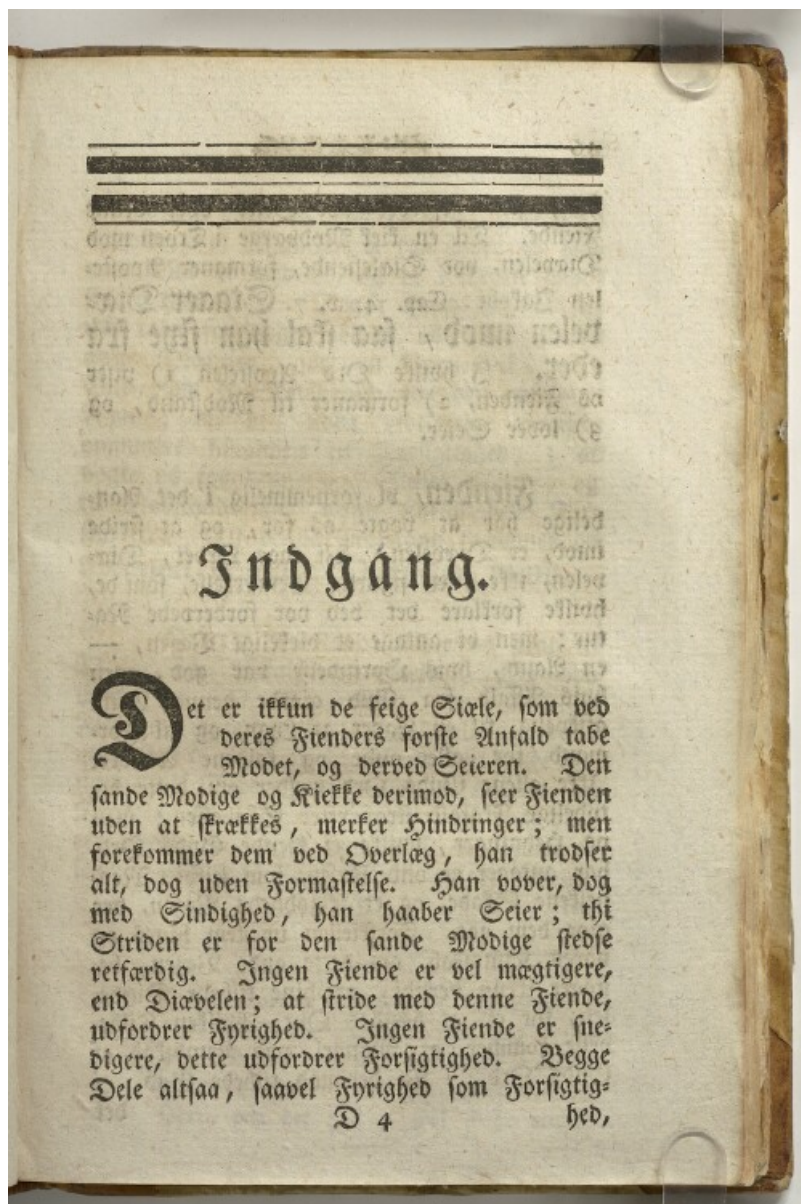 Indgang.
Det er ikkun de feige Siæle, som ved
deres Fienders forste Anfald tabe
Modet, og derved Seieren. Den
sande Modige og Kiekke derimod, seer Fienden
uden at skrækkes, merker Hindringer; men
forekommer dem ved Overlæg, han trodser
alt, dog uden Formastelse. Han vover, dog
med Sindighed, han haaber Seier; thi
Striden er for den sande Modige stedse
retfærdig. Ingen Fiende er vel mægtigere,
end Diævelen; at stride med denne Fiende,
udfordrer Fyrighed. Ingen Fiende er sne-
digere, dette udfordrer Forsigtighed. Begge
Dele altsaa, saavel Fyrighed som Forsigtig-
D 4 hed,